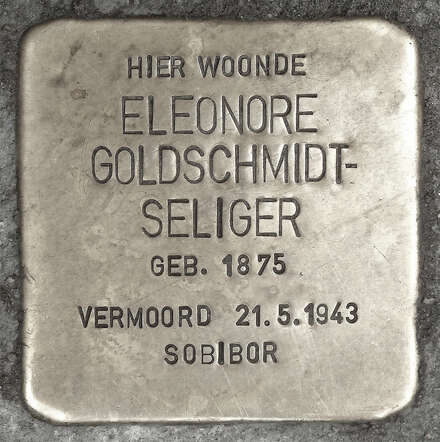 HIER WOONDE
ELEONORE
GOLDSCHMIDT-
SELIGER
GEB. 1875
VERMOORD 21.5.1943
SOBIBOR